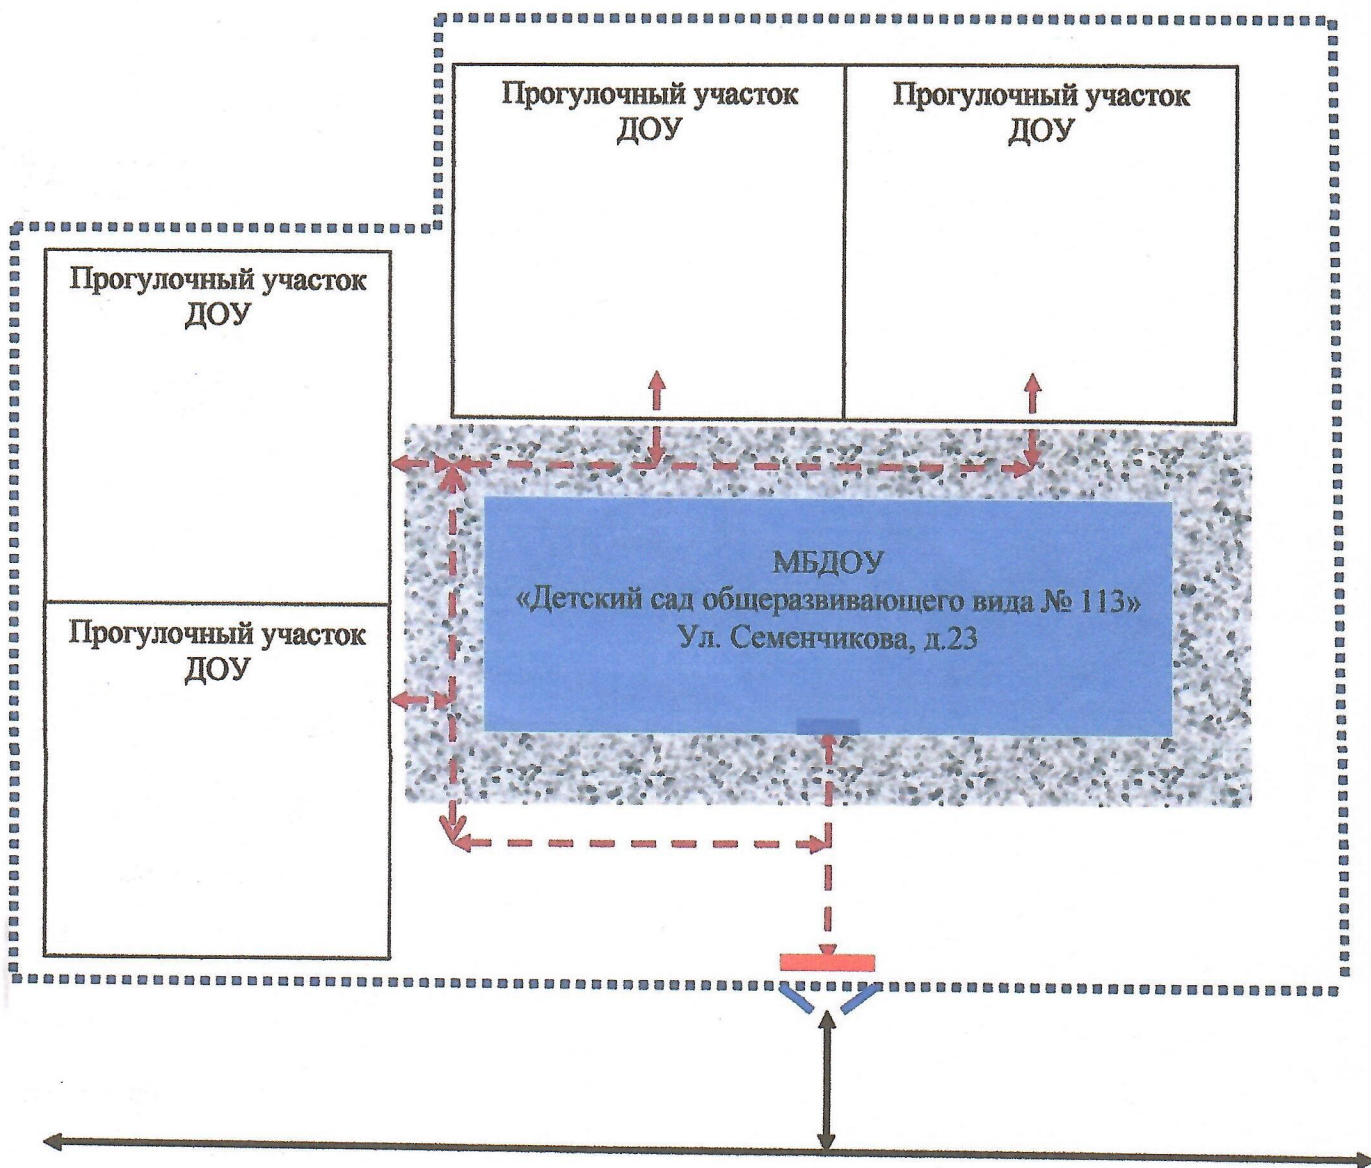 Прогулочный участок
ДОУ
Прогулочный участок
ДОУ
Прогулочный участок
ДОУ
МБДОУ
«Детский сад общеразвивающего вида № 113»
Ул. Семенчикова, д.23
Прогулочный участок
ДОУ